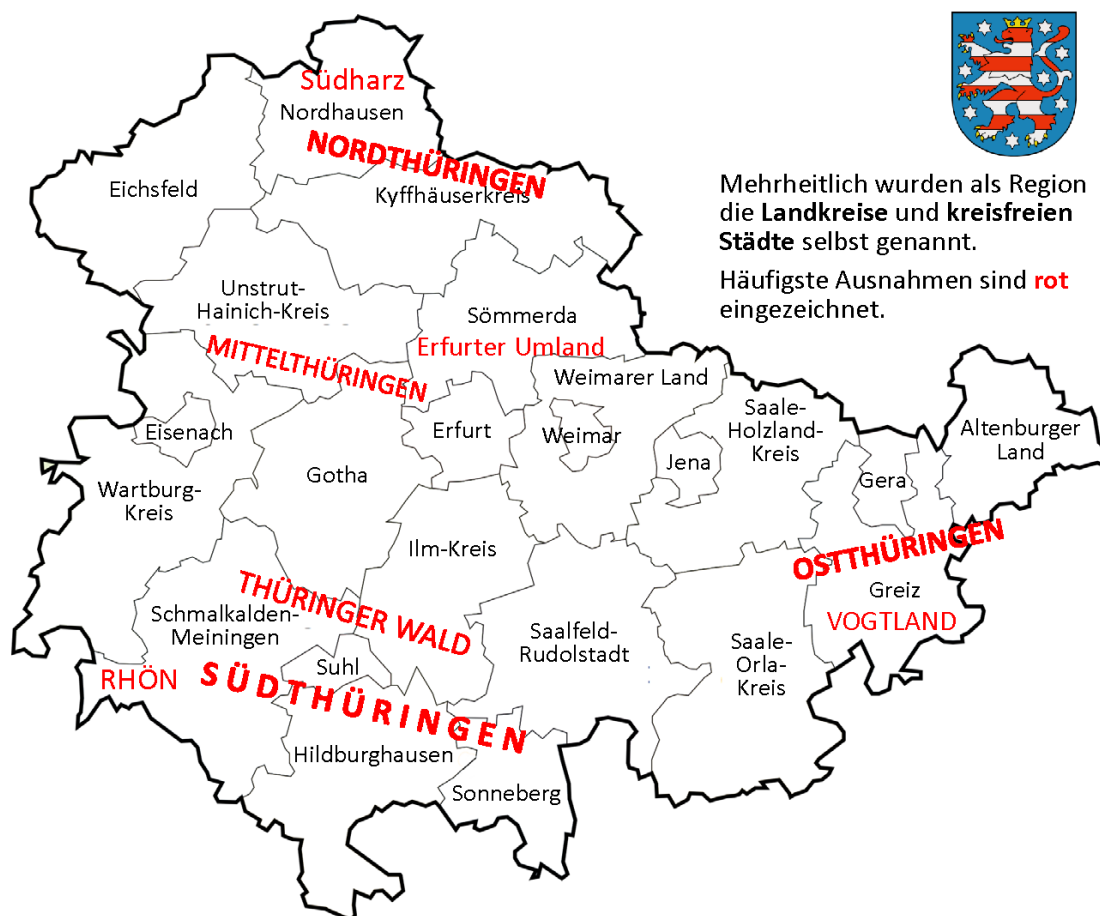 Südharz
Nordhausen
NORDTHÜRINGEN
Eichsfeld
Kyffhäuserkreis
Mehrheitlich wurden als Region
die Landkreise und kreisfreien
Städte selbst genannt.
Häufigste Ausnahmen sind rot
eingezeichnet.
Unstrut-
Hainich-Kreis
Sömmerda
MITTELTHÜRINGEN
Erfurter Umland
Weimarer Land
Eisenach
Erfurt
Weimar
Jena
Saale-
Holzland-
Kreis
Gera
Altenburger
Land
Gotha
Wartburg-
Kreis
Ilm-Kreis
OSTTHÜRINGEN
Greiz
VOGTLAND
THÜRINGER WALD
Schmalkalden-
Meiningen
Saalfeld-
Rudolstadt
Saale-
Orla-
Kreis
Suhl
RHÖN
SÜDTHÜRINGEN
Hildburghausen
Sonneberg